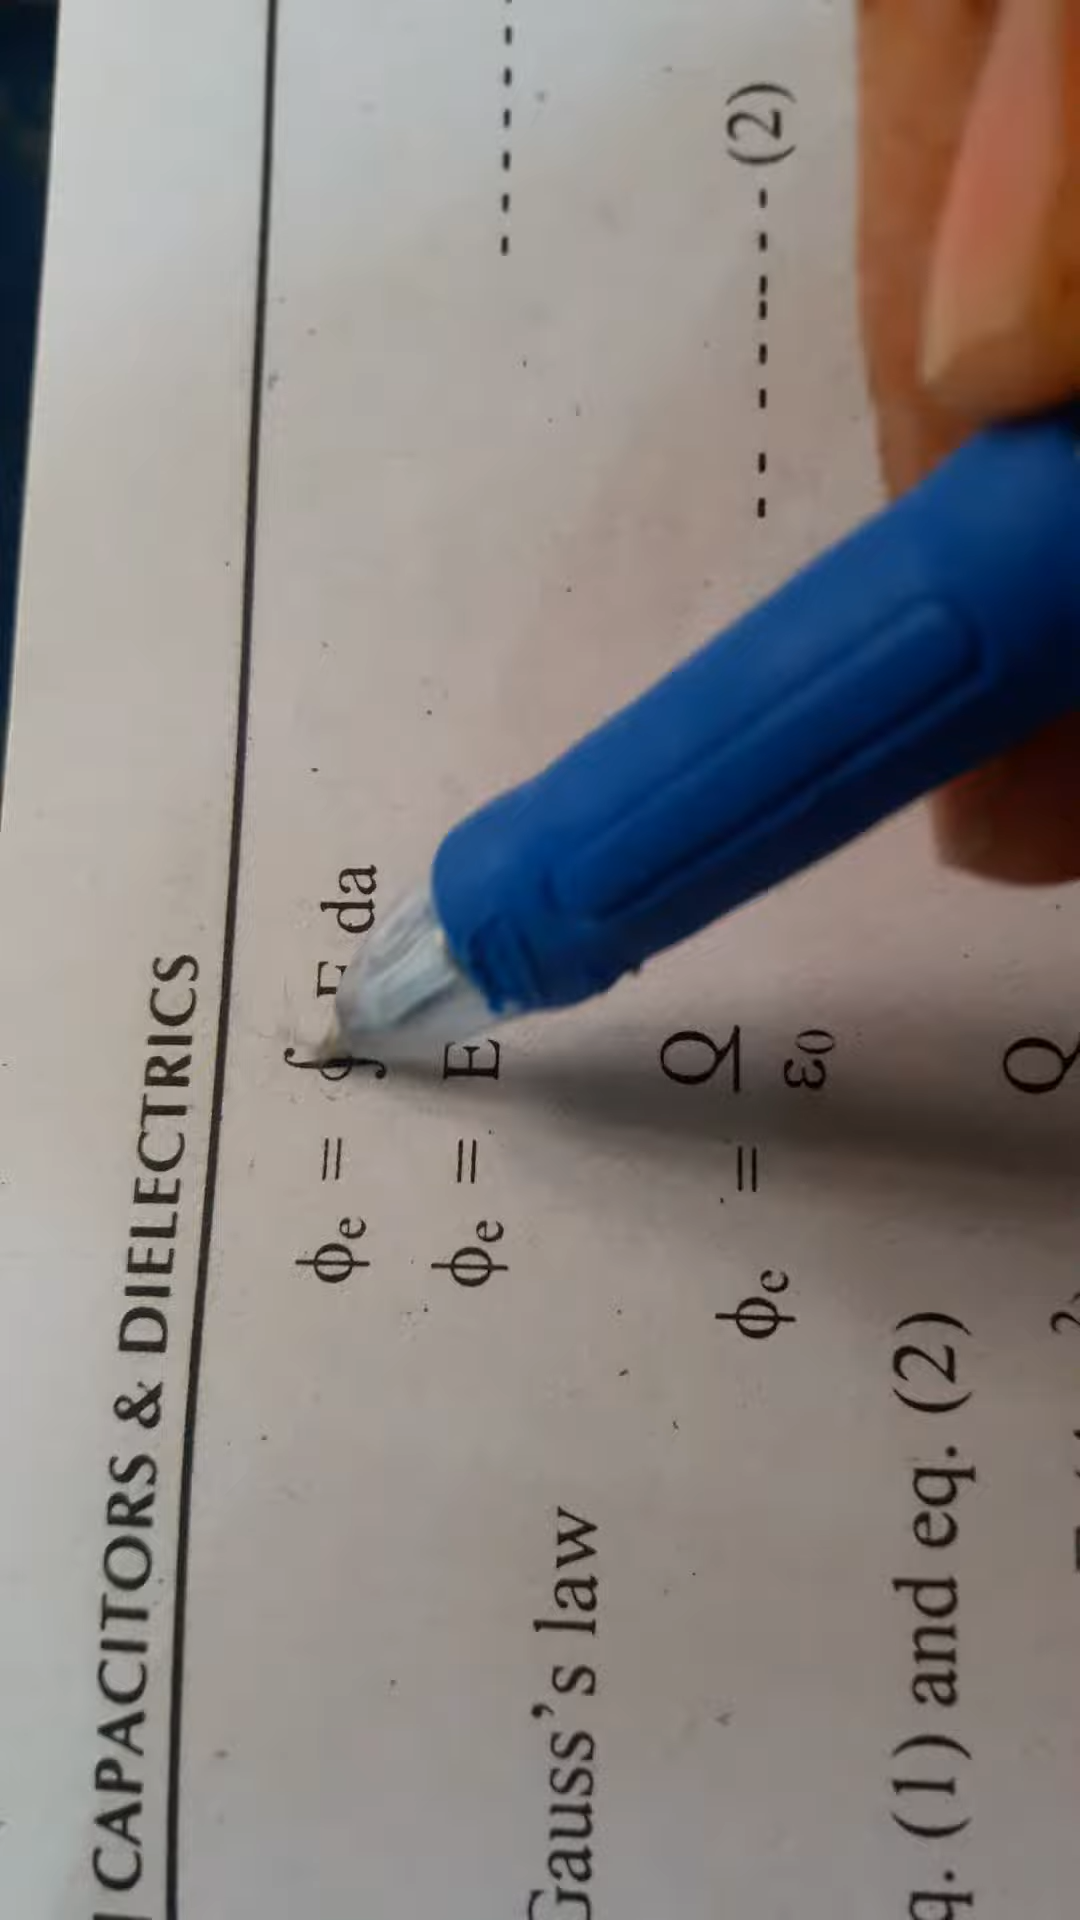 CAPACITORS & DIELECTRICS
ϕe = ∮ E da
ϕe = E
- - - - - -
Gauss's law
ϕe = Q / ε0 - - - - - - - - (2)
q. (1) and eq. (2)
Q